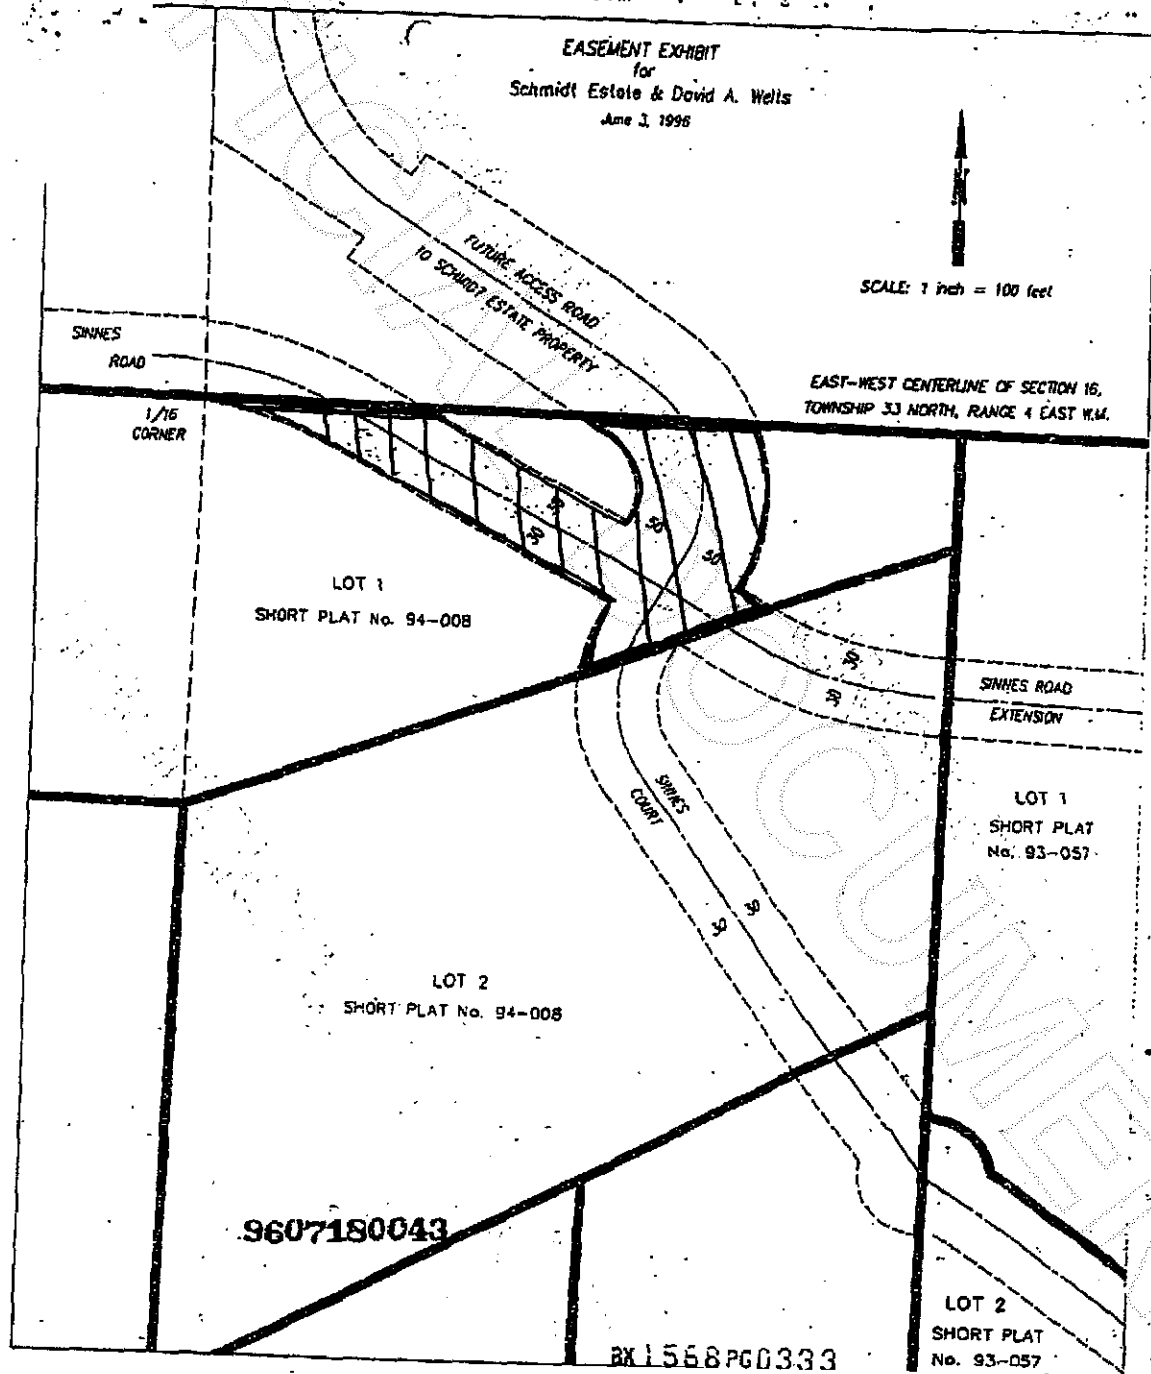 EASEMENT EXHIBIT
for
Schmidt Estate & David A. Welts
June 3, 1996
SCALE: 1 inch = 100 feet
FUTURE ACCESS ROAD
TO SCHMIDT ESTATE PROPERTY
SINNES
ROAD
1/16
CORNER
EAST-WEST CENTERLINE OF SECTION 16,
TOWNSHIP 33 NORTH, RANGE 4 EAST W.M.
30
30
50
50
LOT 1
SHORT PLAT No. 94-008
30
30
SINNES ROAD
EXTENSION
SINNES
COURT
LOT 1
SHORT PLAT
No. 93-057
30
30
LOT 2
SHORT PLAT No. 94-008
9607180043
LOT 2
SHORT PLAT
No. 93-057
BK1568PG0333